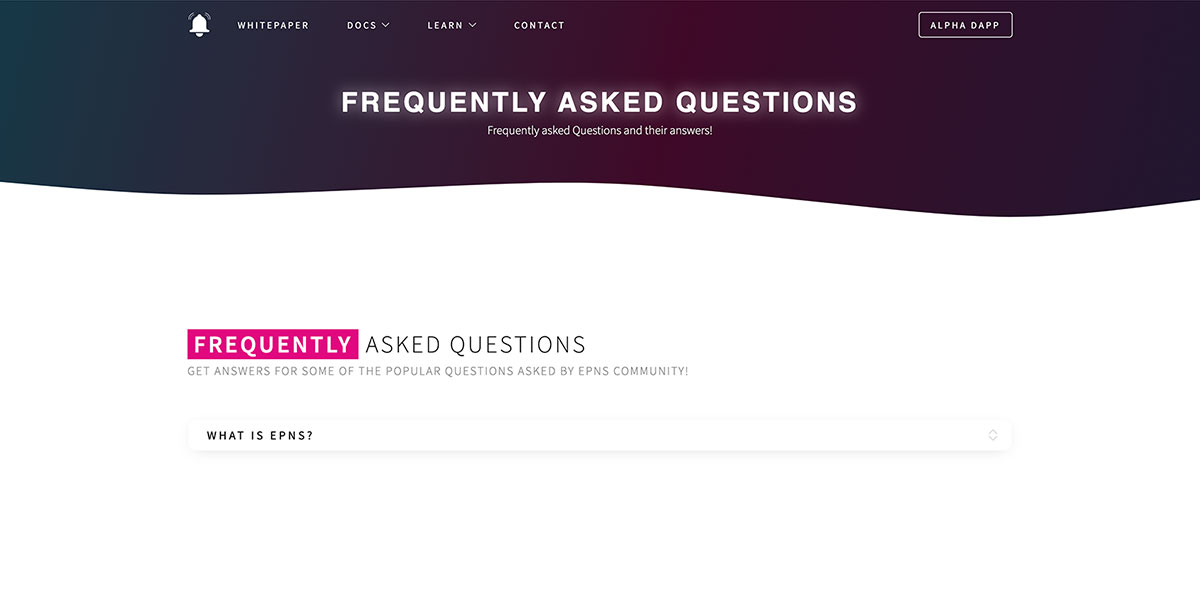 WHITEPAPER DOCS LEARN CONTACT ALPHA DAPP
FREQUENTLY ASKED QUESTIONS
Frequently asked Questions and their answers!
FREQUENTLY ASKED QUESTIONS
GET ANSWERS FOR SOME OF THE POPULAR QUESTIONS ASKED BY EPNS COMMUNITY!
WHAT IS EPNS?